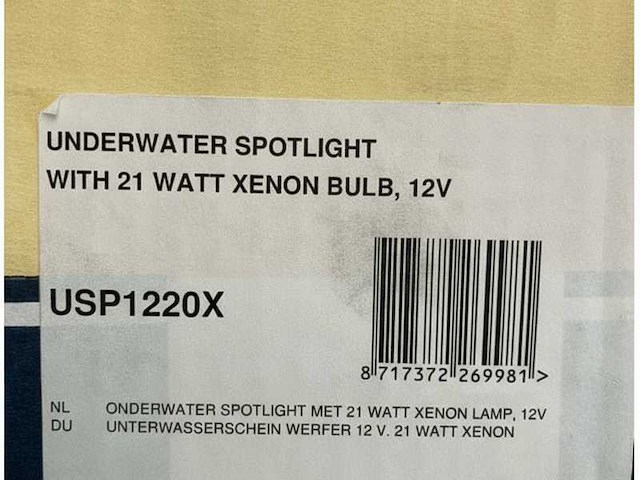 UNDERWATER SPOTLIGHT
WITH 21 WATT XENON BULB, 12V
USP1220X
8 717372 269981 >
NL ONDERWATER SPOTLIGHT MET 21 WATT XENON LAMP, 12V
DU UNTERWASSERSCHEIN WERFER 12 V. 21 WATT XENON